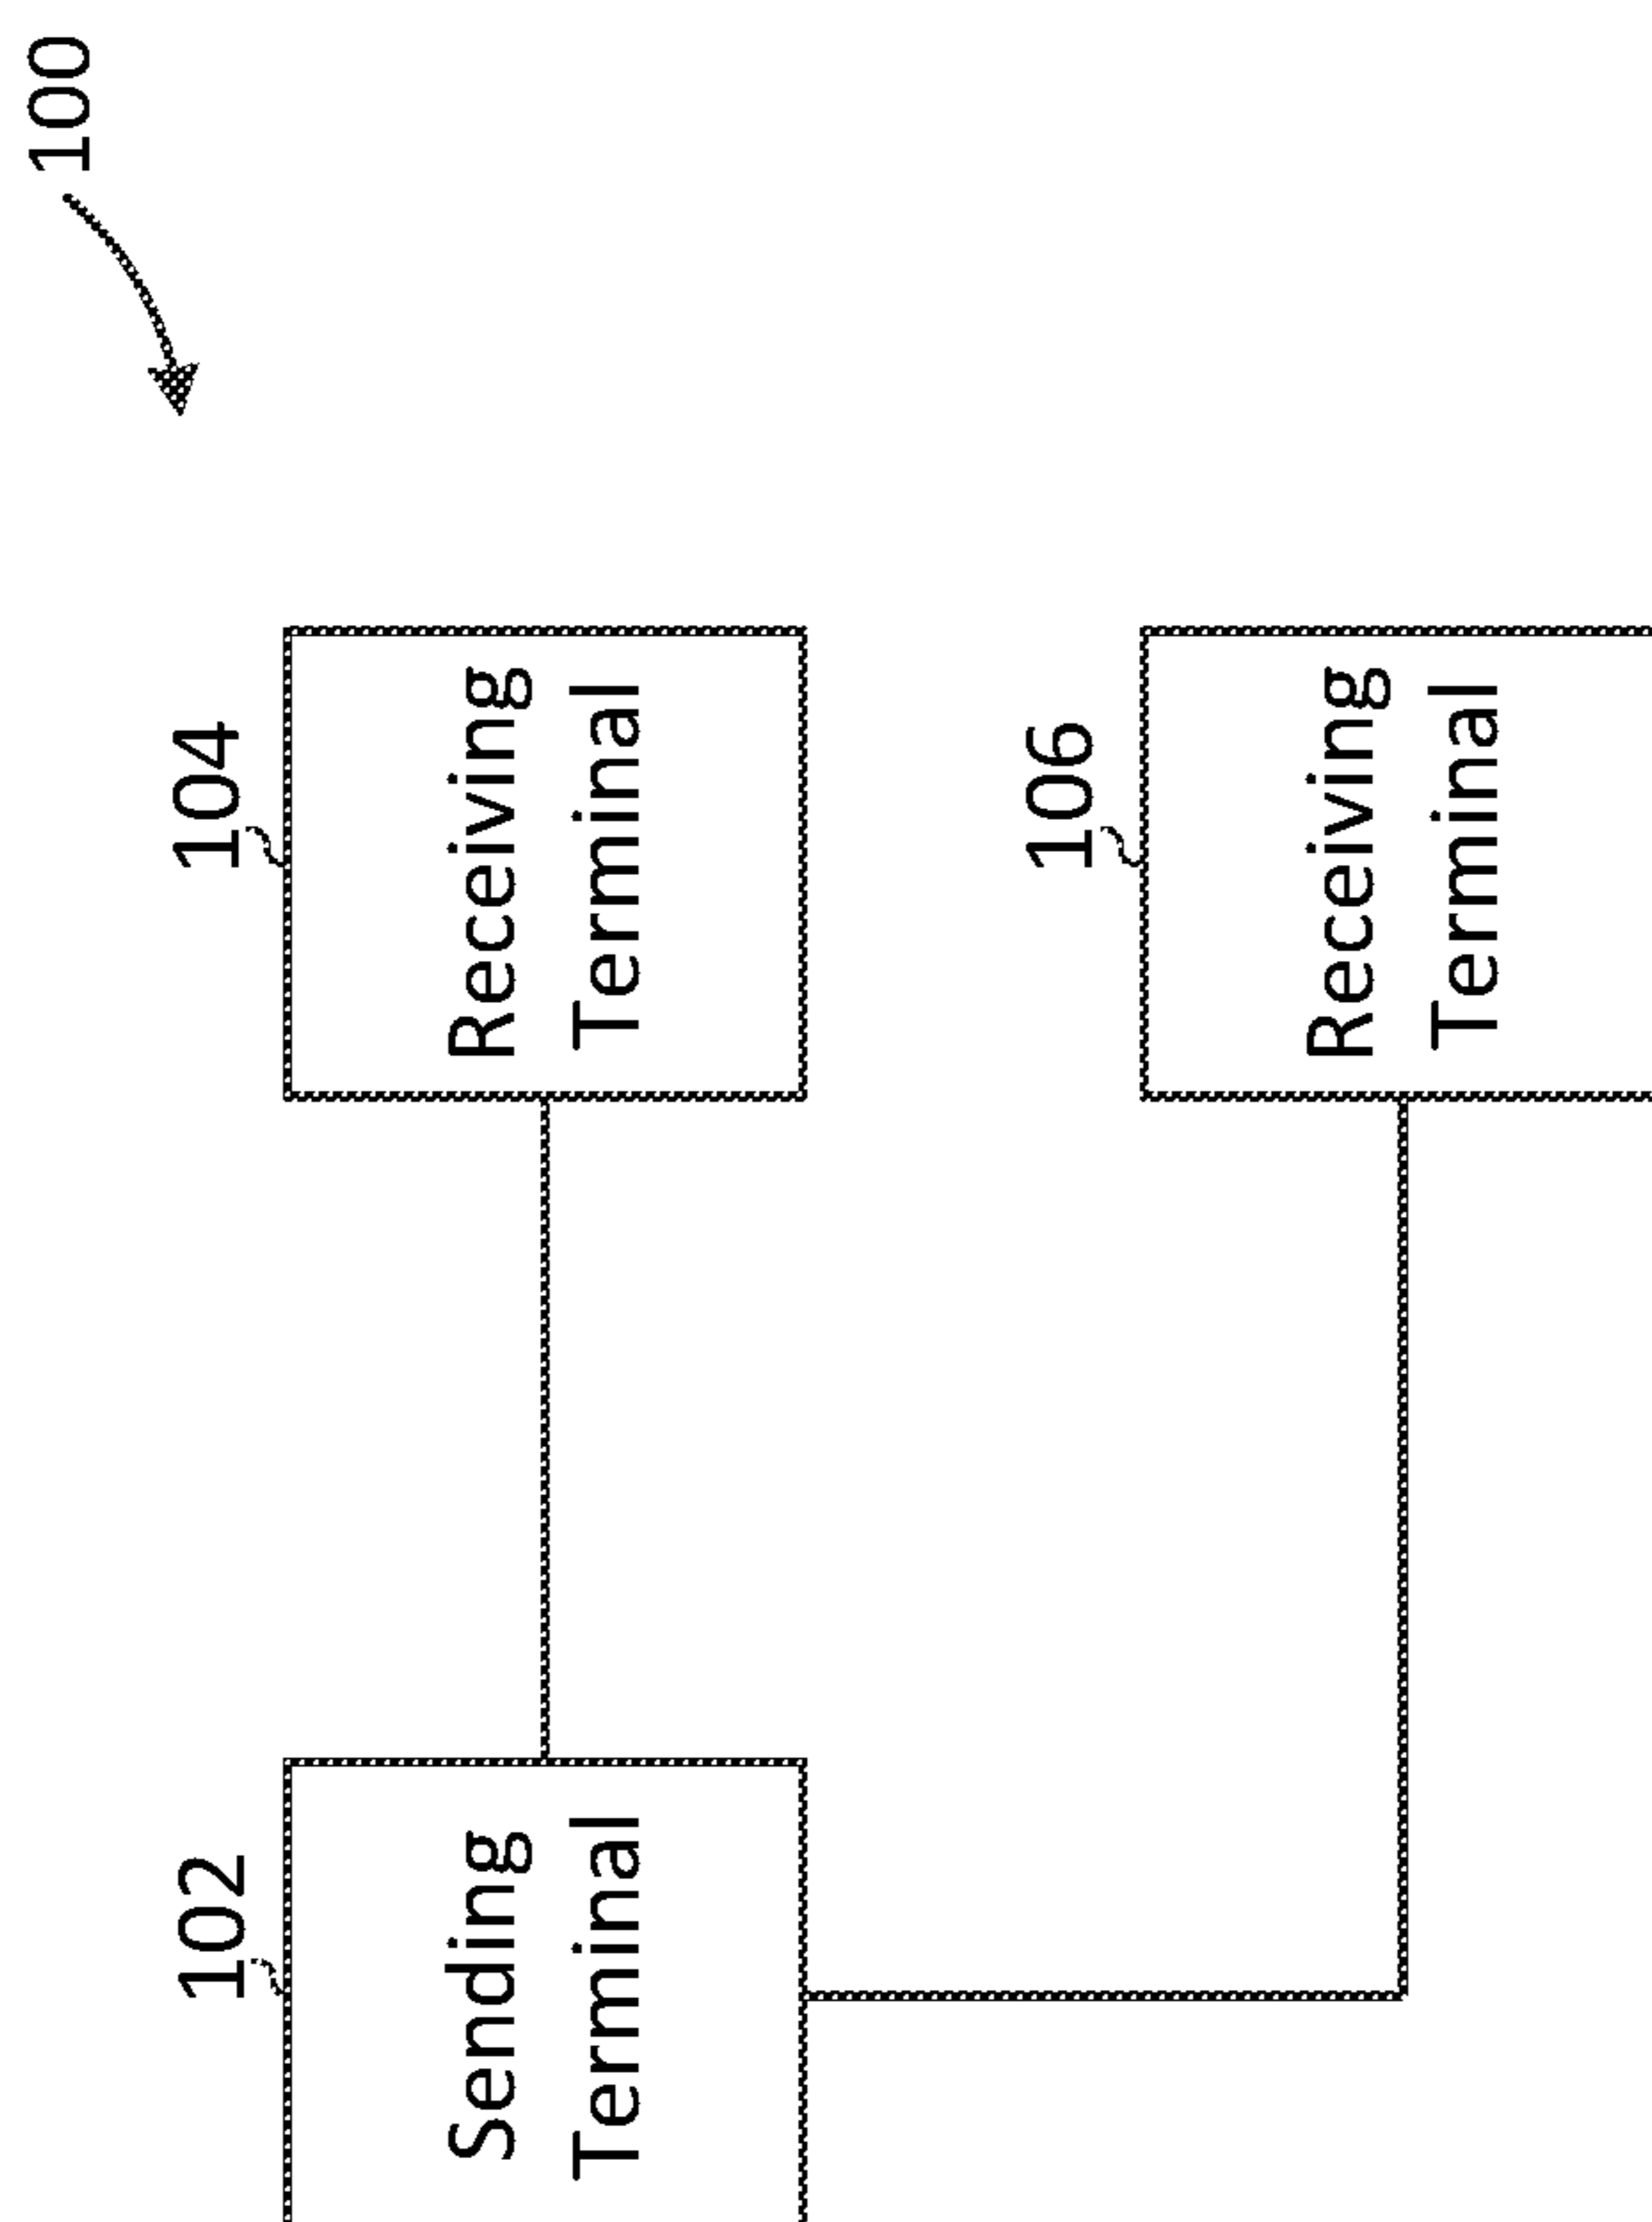 100
102
Sending
Terminal
104
Receiving
Terminal
106
Receiving
Terminal